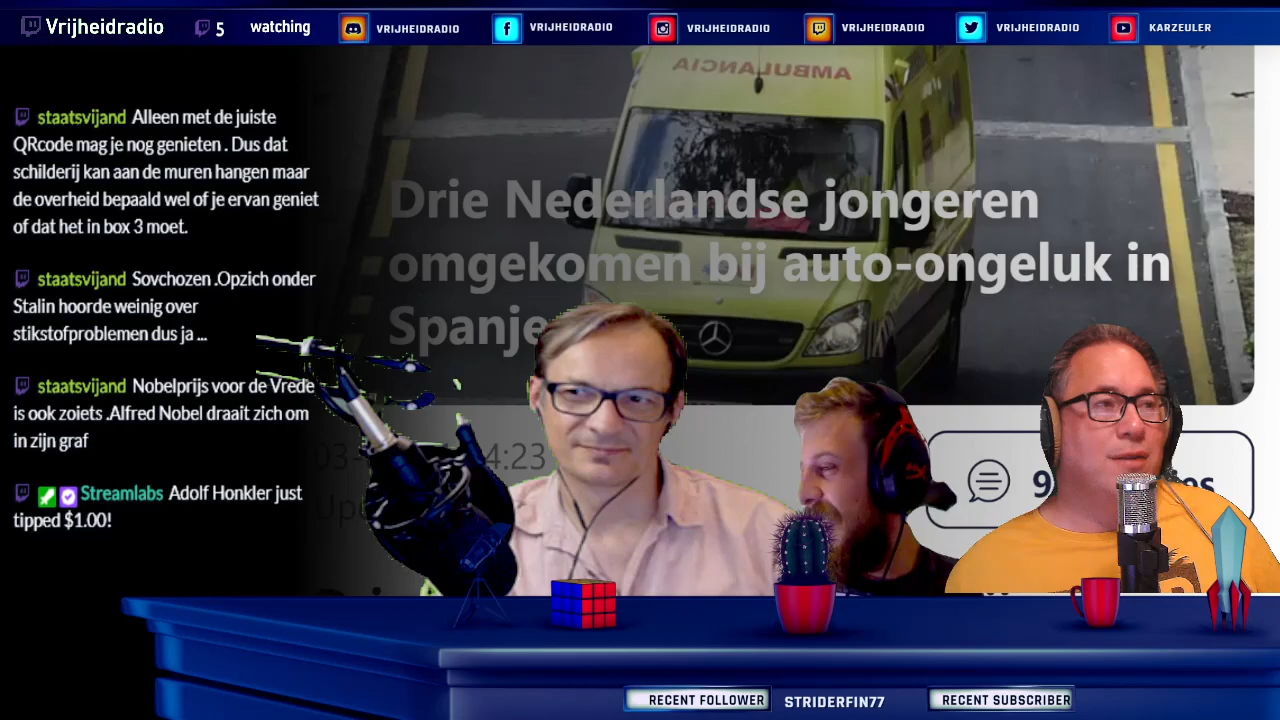 Vrijheidradio
5
watching
VRIJHEIDRADIO
VRIJHEIDRADIO
VRIJHEIDRADIO
VRIJHEIDRADIO
VRIJHEIDRADIO
KARZEULER
staatsvijand Alleen met de juiste
QRcode mag je nog genieten . Dus dat
schilderij kan aan de muren hangen maar
de overheid bepaald wel of je ervan geniet
of dat het in box 3 moet.
staatsvijand Sovchozen .Opzich onder
Stalin hoorde weinig over
stikstofproblemen dus ja ...
staatsvijand Nobelprijs voor de Vrede
is ook zoiets .Alfred Nobel draait zich om
in zijn graf
Streamlabs Adolf Honkler just
tipped $1.00!
AMBULANCIA
Drie Nederlandse jongeren
omgekomen bij auto-ongeluk in
Spanje
RECENT FOLLOWER
STRIDERFIN77
RECENT SUBSCRIBER